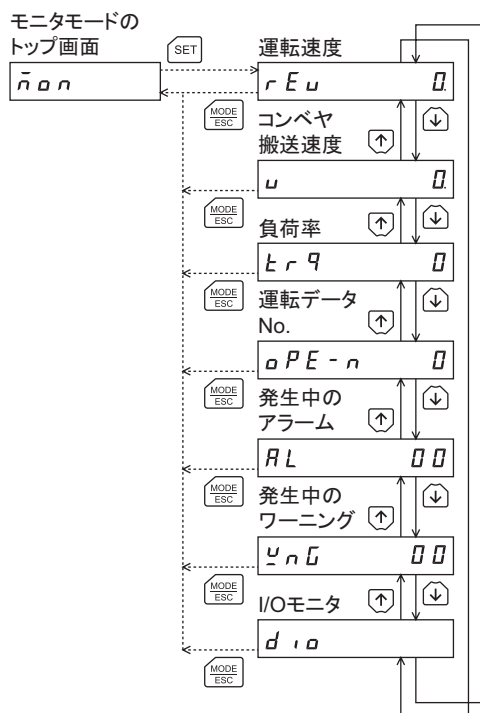 モニタモードの
トップ画面
SET
mon
運転速度
rEv 0.
MODE
ESC
コンベヤ
搬送速度
↑
↓
v 0.
MODE
ESC
負荷率
↑
↓
trq 0
MODE
ESC
運転データ
No.
↑
↓
oPE-n 0
MODE
ESC
発生中の
アラーム
↑
↓
AL 00
MODE
ESC
発生中の
ワーニング
↑
↓
WnG 00
MODE
ESC
I/Oモニタ
↑
↓
dio
MODE
ESC